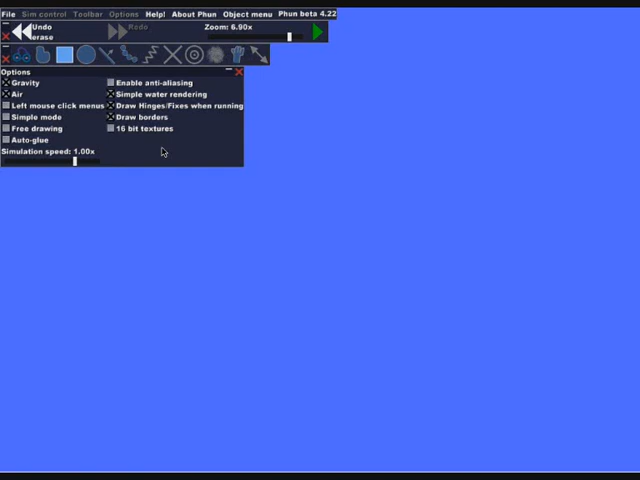 File Sim control Toolbar Options Help! About Phun Object menu Phun beta 4.22
Undo Redo Zoom: 6.90x
erase
Options
Gravity Enable anti-aliasing
Air Simple water rendering
Left mouse click menus Draw Hinges/Fixes when running
Simple mode Draw borders
Free drawing 16 bit textures
Auto-glue
Simulation speed: 1.00x